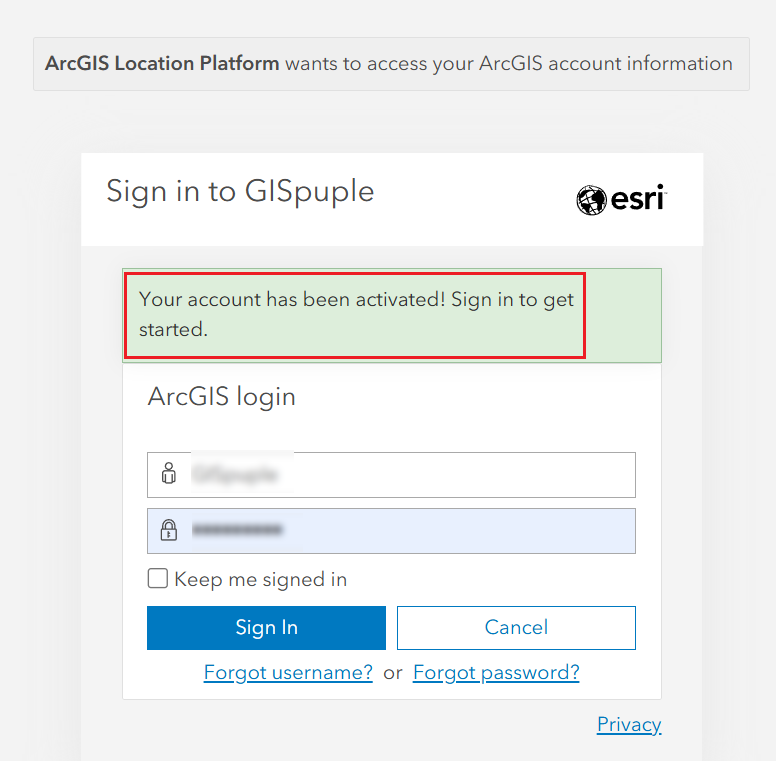 ArcGIS Location Platform wants to access your ArcGIS account information
Sign in to GISpuple
esri
Your account has been activated! Sign in to get
started.
ArcGIS login
Keep me signed in
Sign In
Cancel
Forgot username? or Forgot password?
Privacy